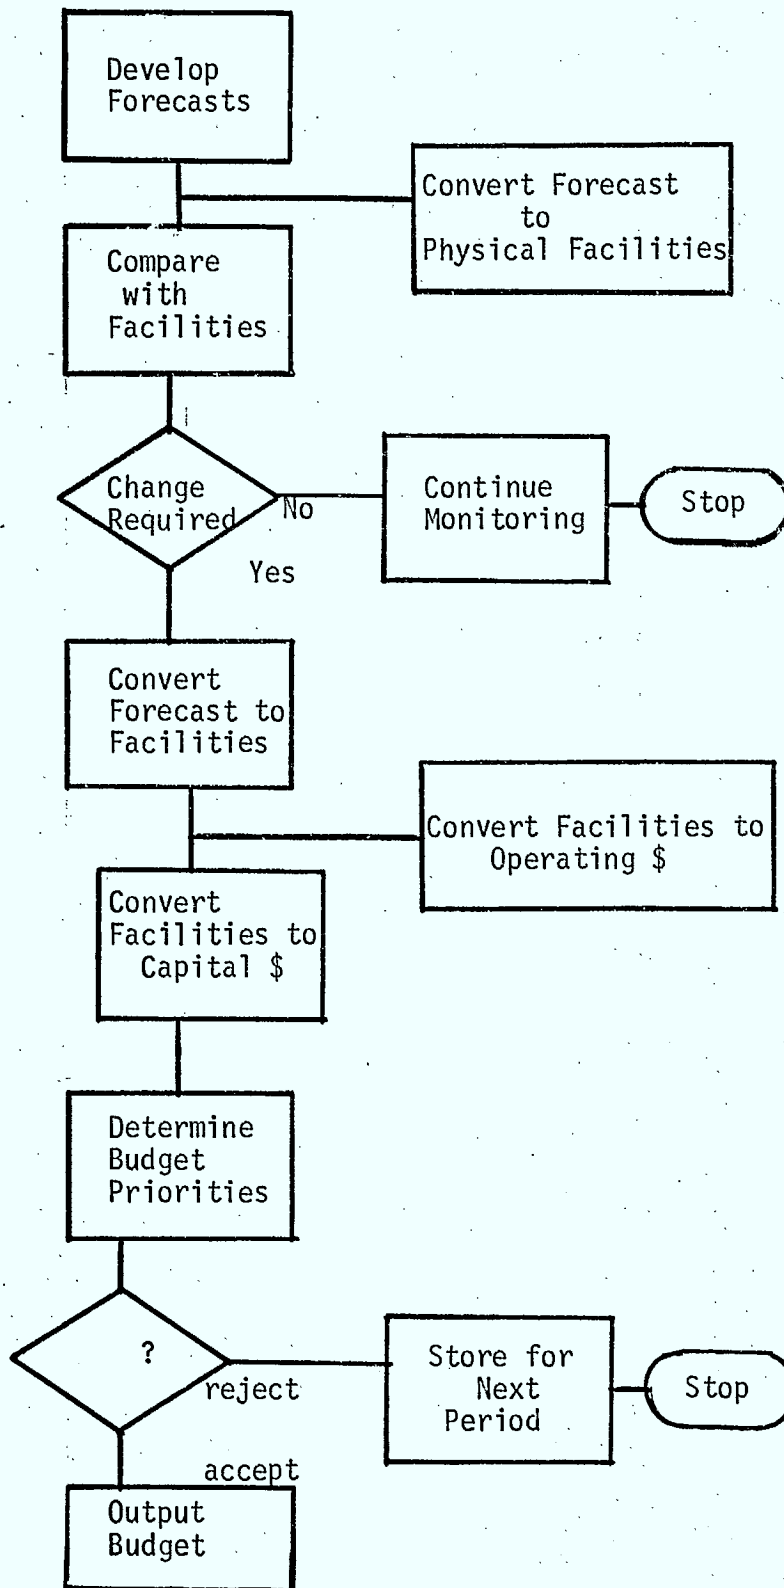 Develop
Forecasts
Convert Forecast
to
Physical Facilities
Compare
with
Facilities
Change
Required
No
Continue
Monitoring
Stop
Yes
Convert
Forecast to
Facilities
Convert Facilities to
Operating $
Convert
Facilities to
Capital $
Determine
Budget
Priorities
?
reject
Store for
Next
Period
Stop
accept
Output
Budget